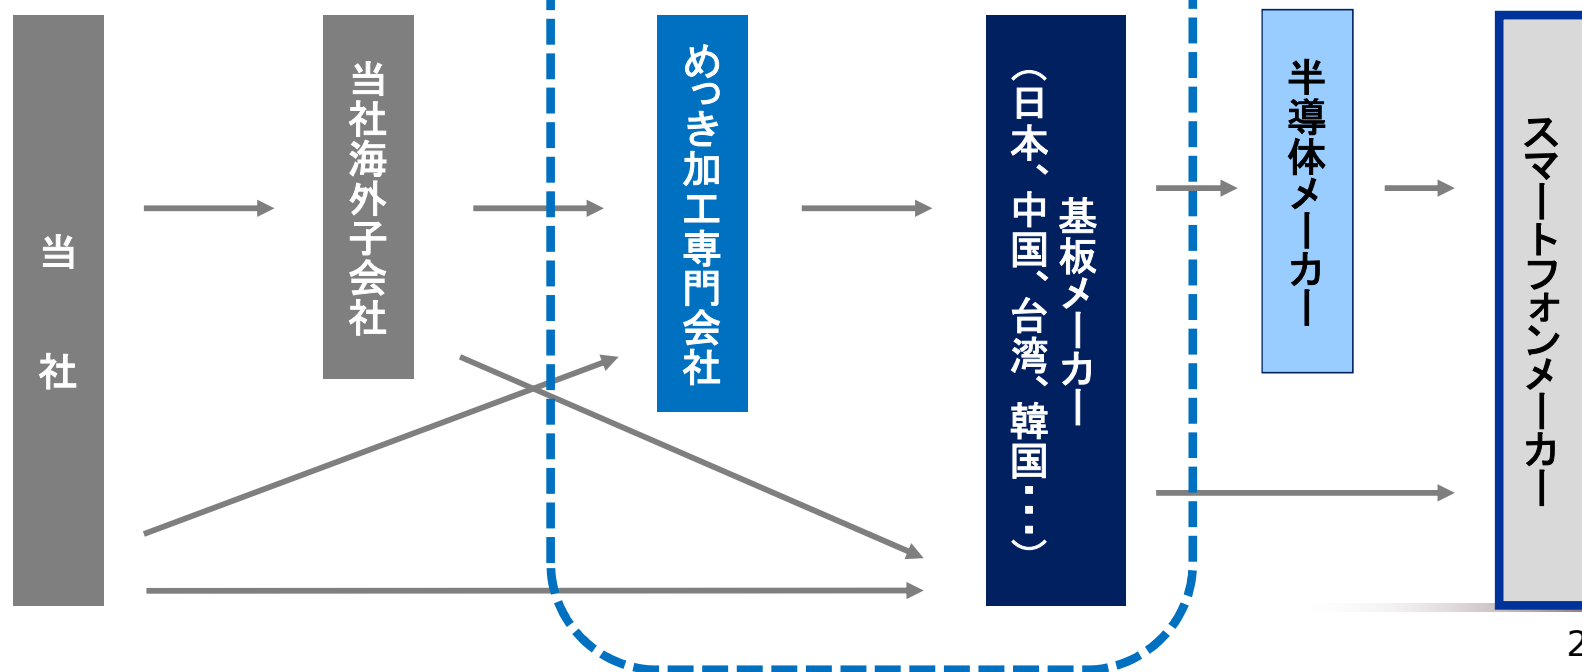 当 社
当社海外子会社
めっき加工専門会社
基板メーカー
（日本、中国、台湾、韓国・・・）
半導体メーカー
スマートフォンメーカー
2